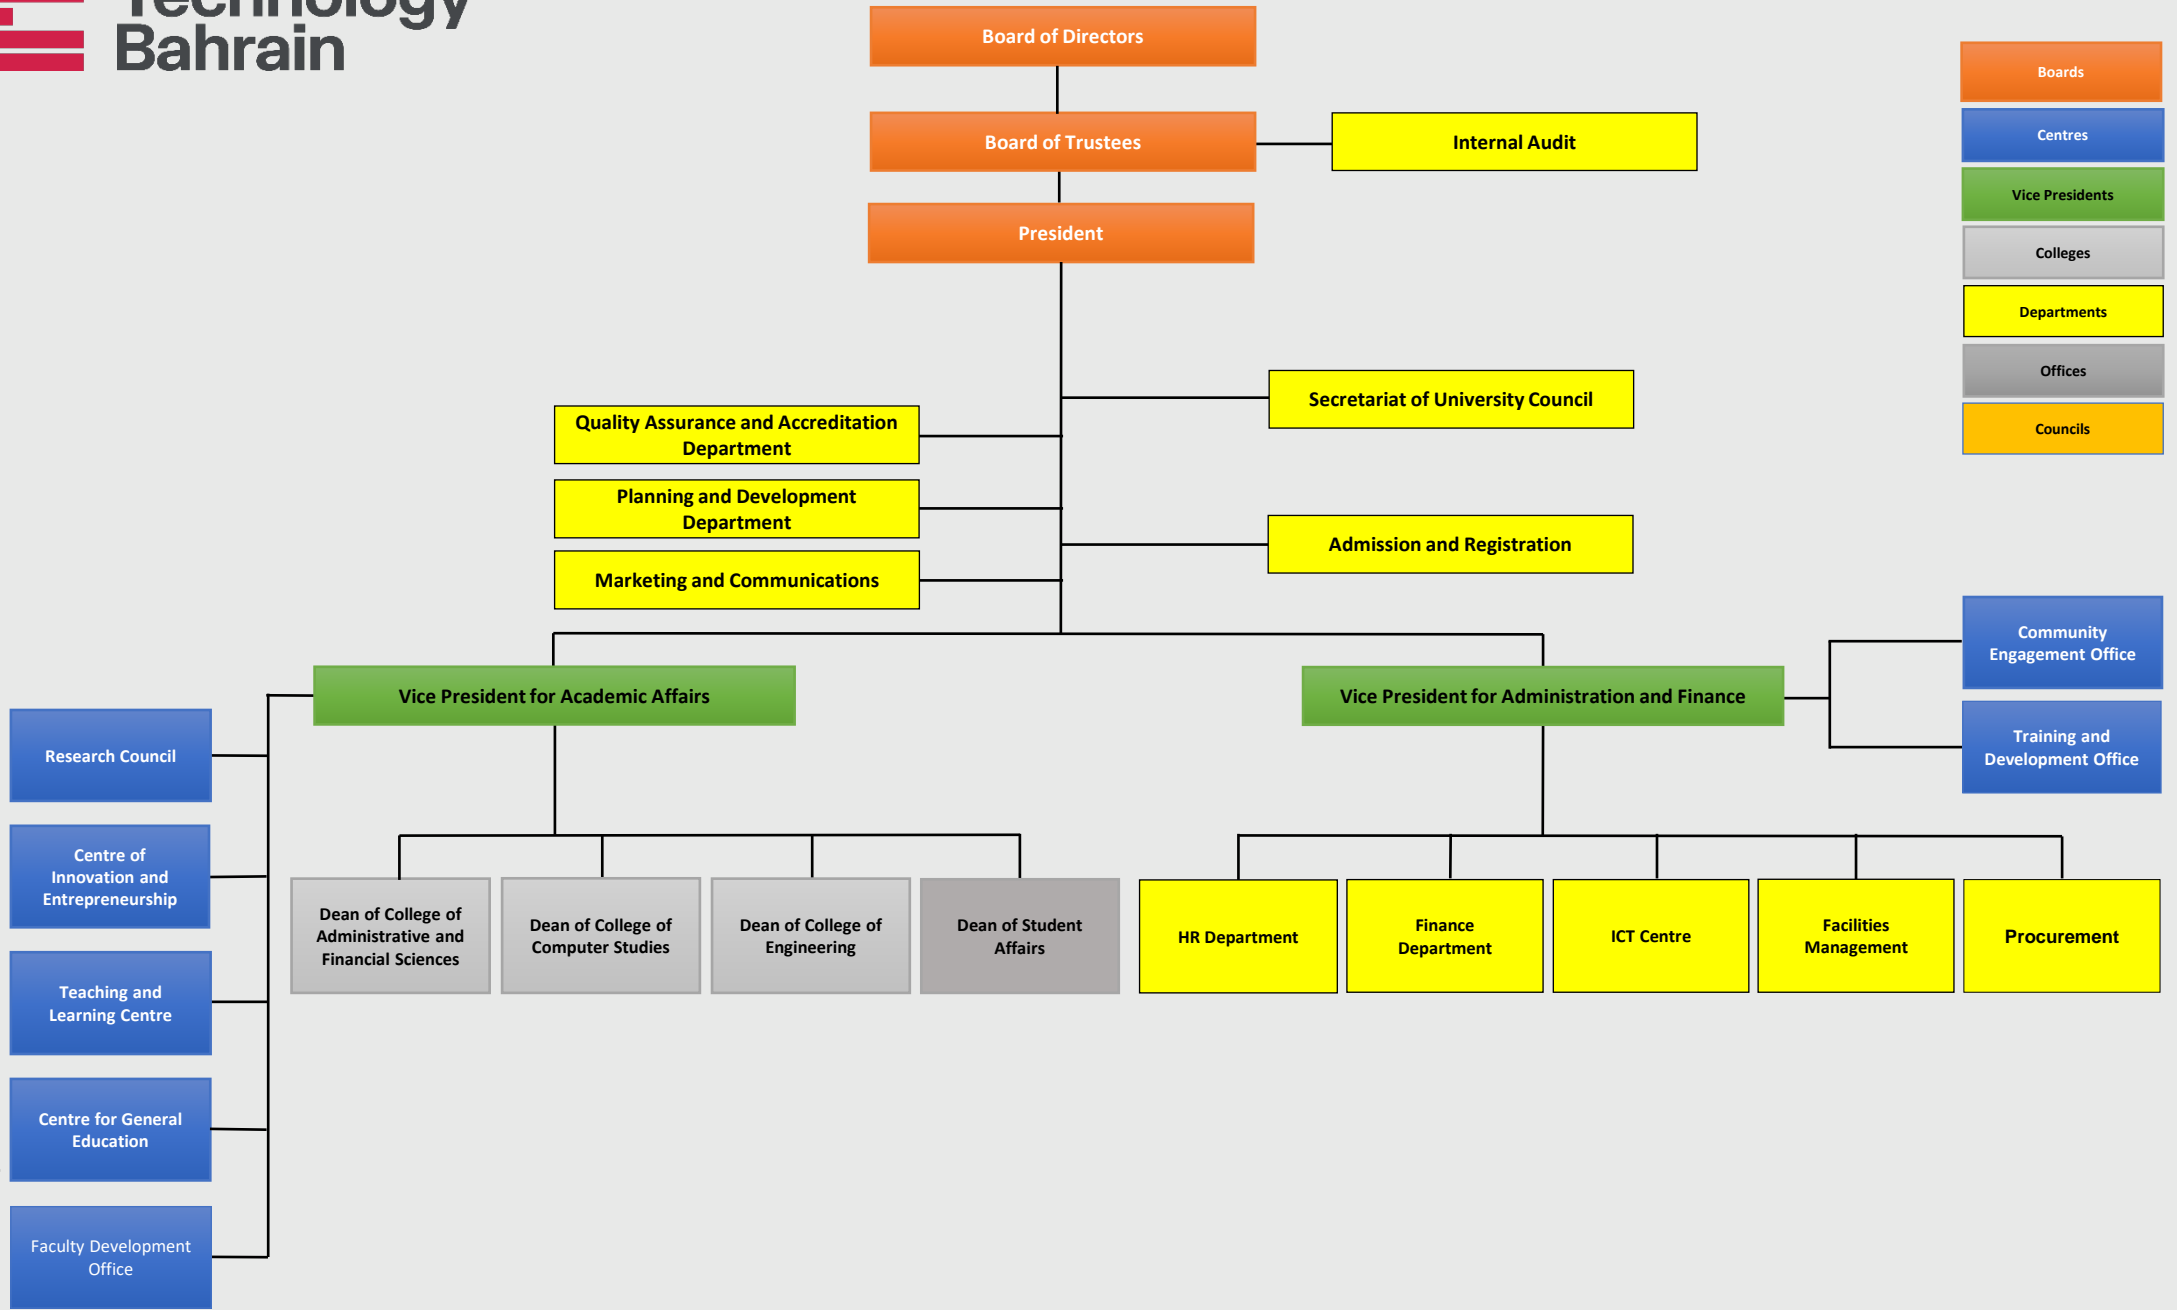 Technology
Bahrain
Board of Directors
Board of Trustees
Internal Audit
President
Boards
Centres
Vice Presidents
Colleges
Departments
Offices
Councils
Secretariat of University Council
Quality Assurance and Accreditation
Department
Planning and Development
Department
Admission and Registration
Marketing and Communications
Vice President for Academic Affairs
Vice President for Administration and Finance
Community
Engagement Office
Training and
Development Office
Research Council
Centre of
Innovation and
Entrepreneurship
Teaching and
Learning Centre
Centre for General
Education
Faculty Development
Office
Dean of College of
Administrative and
Financial Sciences
Dean of College of
Computer Studies
Dean of College of
Engineering
Dean of Student
Affairs
HR Department
Finance
Department
ICT Centre
Facilities
Management
Procurement